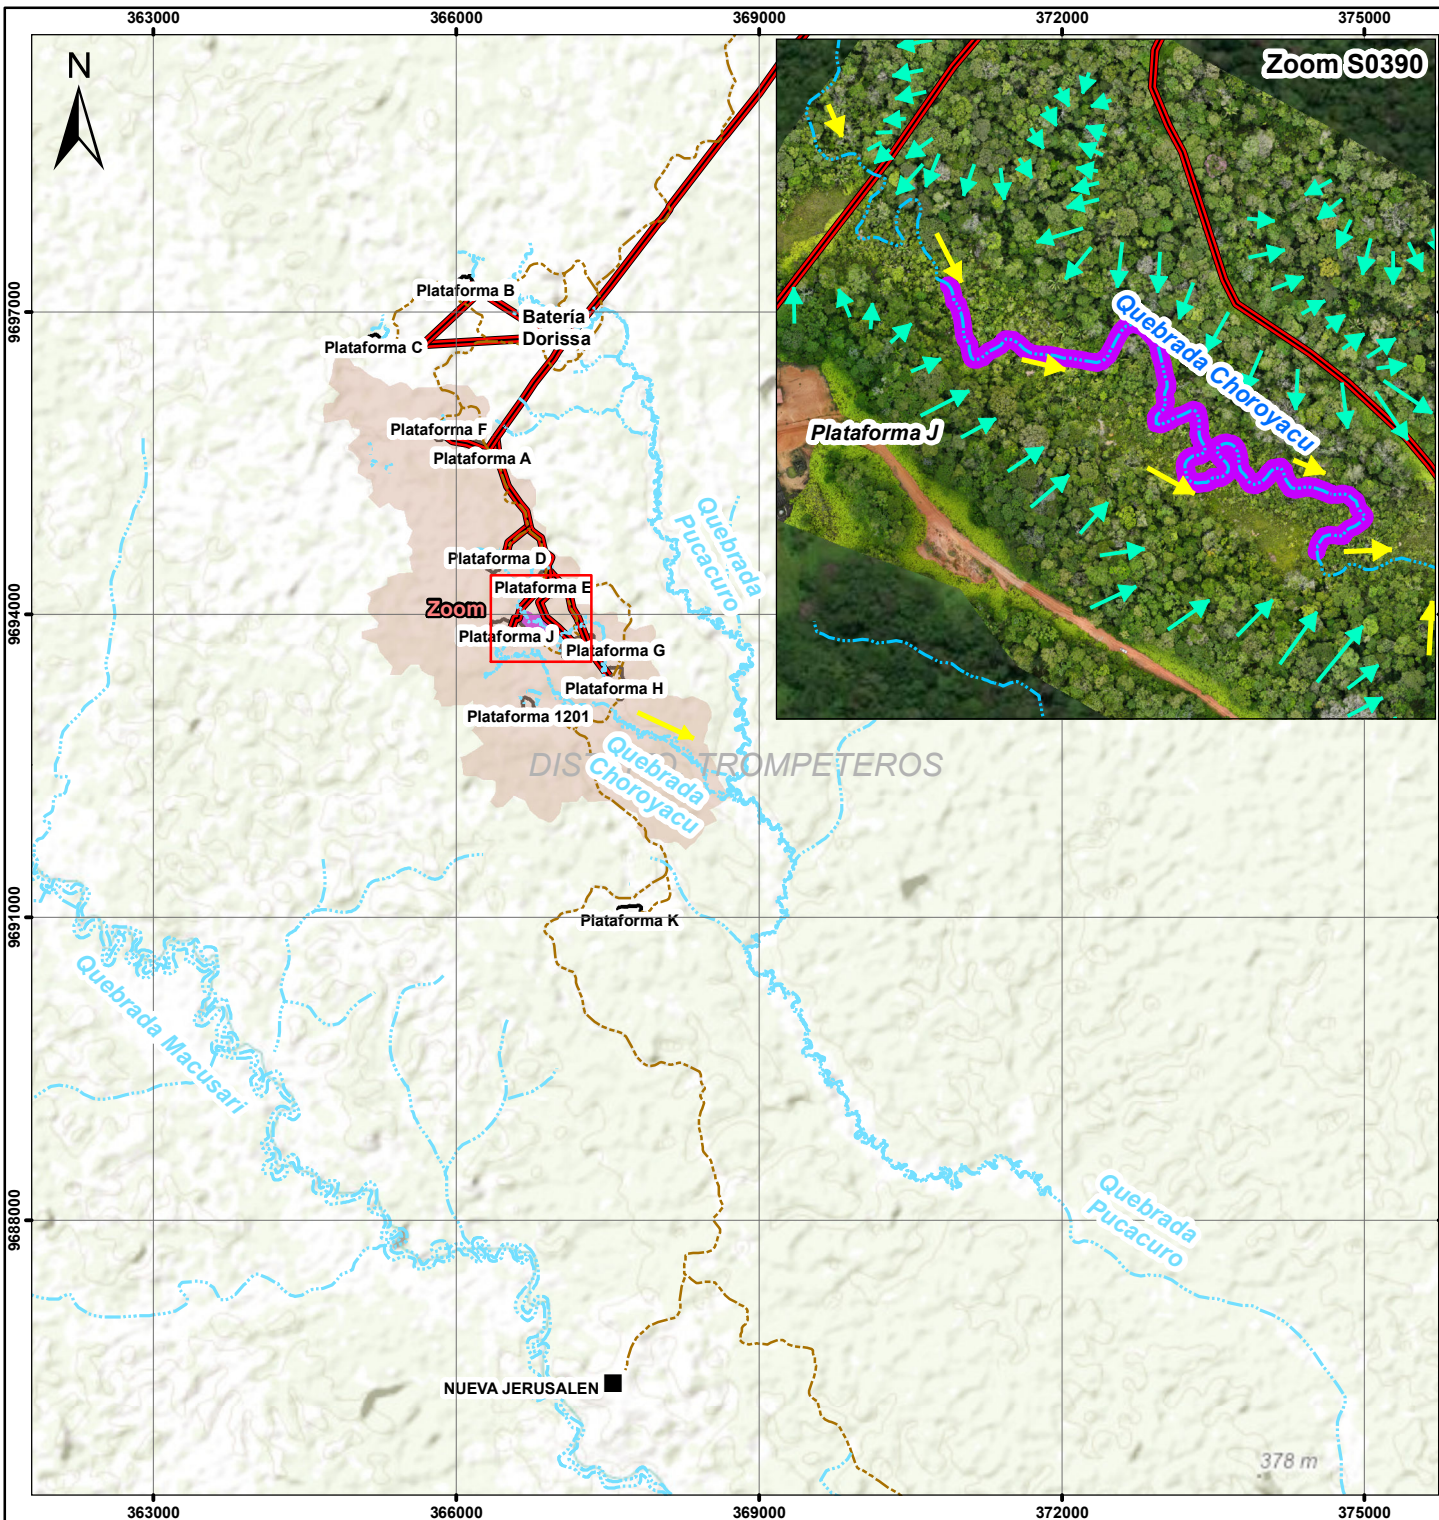 363000
366000
369000
372000
375000
N
Zoom S0390
Plataforma B
Batería
Dorissa
Plataforma C
9697000
Quebrada Choroyacu
Plataforma F
Plataforma A
Plataforma J
Quebrada
Pucacuro
Plataforma D
Plataforma E
Zoom
9694000
Plataforma J
Plataforma G
Plataforma H
Plataforma 1201
Quebrada
Choroyacu
DIS O TROMPETEROS
9691000
Plataforma K
Quebrada Macusari
9688000
Quebrada
Pucacuro
NUEVA JERUSALEN
378 m
363000
366000
369000
372000
375000